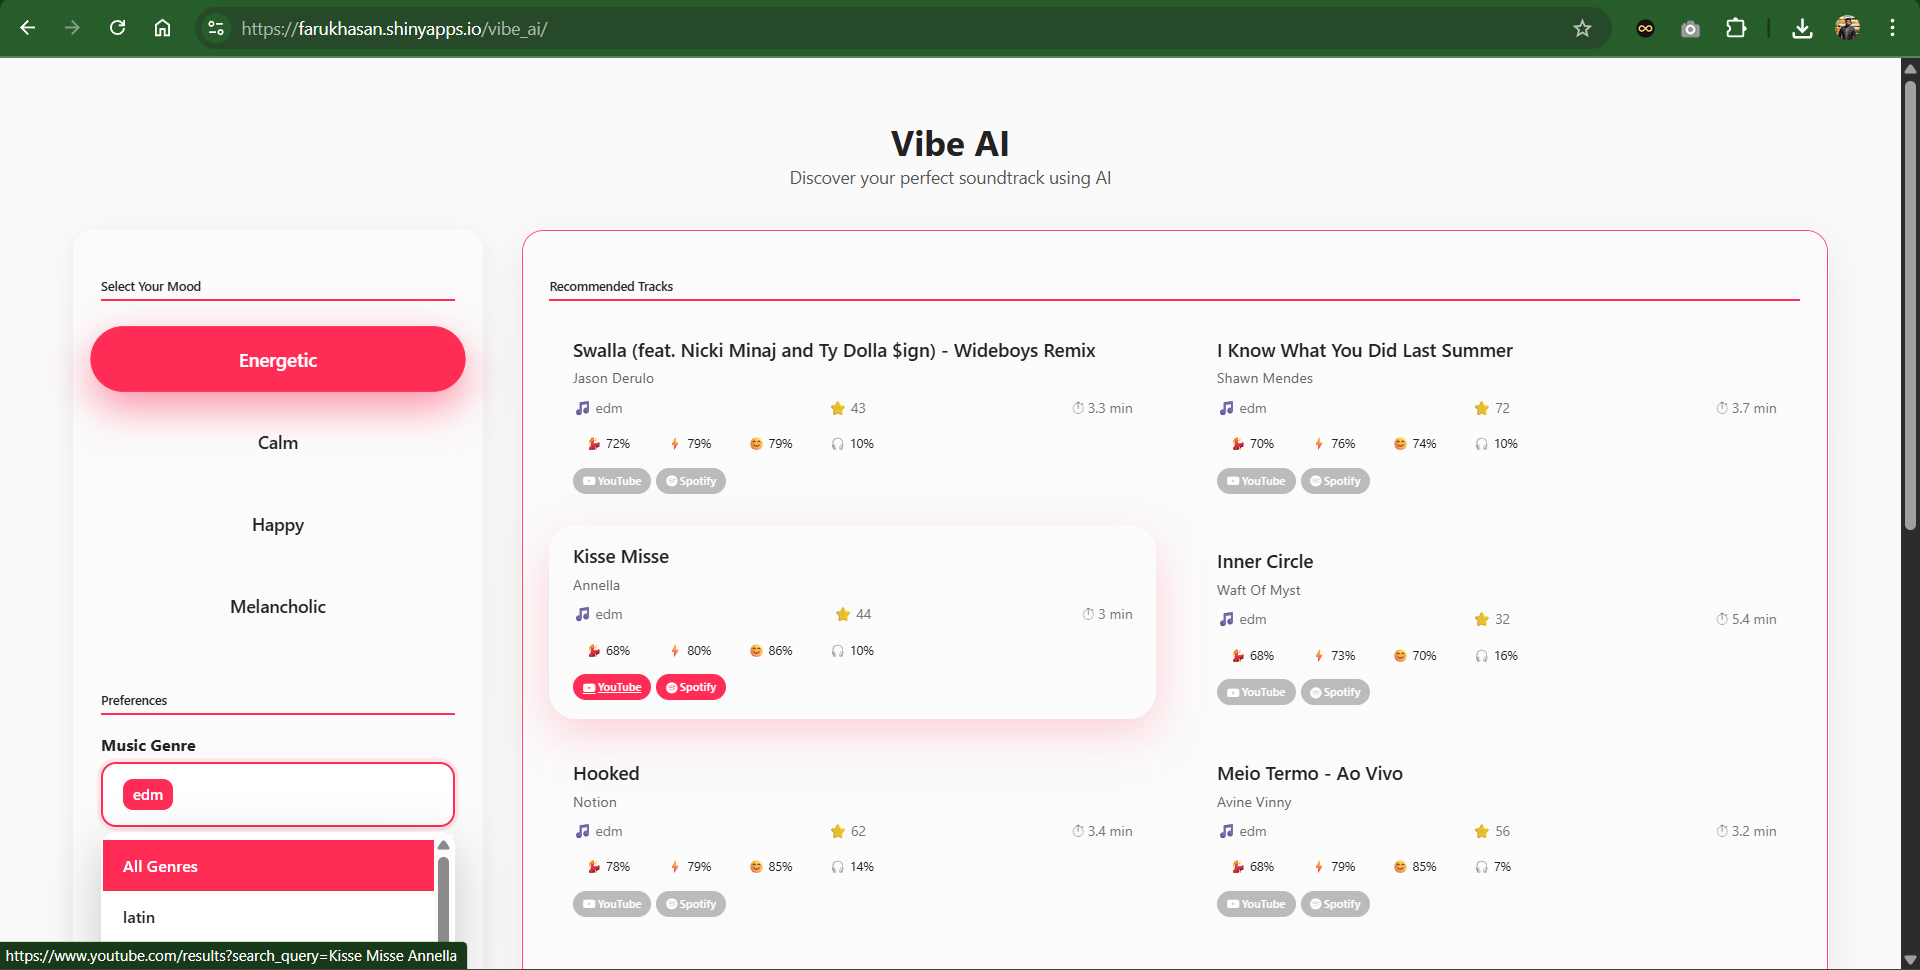 https://farukhasan.shinyapps.io/vibe_ai/
Vibe AI
Discover your perfect soundtrack using AI
Select Your Mood
Energetic
Calm
Happy
Melancholic
Preferences
Music Genre
edm
All Genres
latin
Recommended Tracks
Swalla (feat. Nicki Minaj and Ty Dolla $ign) - Wideboys Remix
Jason Derulo
edm 43 3.3 min
72% 79% 79% 10%
YouTube Spotify
I Know What You Did Last Summer
Shawn Mendes
edm 72 3.7 min
70% 76% 74% 10%
YouTube Spotify
Kisse Misse
Annella
edm 44 3 min
68% 80% 86% 10%
YouTube Spotify
Inner Circle
Waft Of Myst
edm 32 5.4 min
68% 73% 70% 16%
YouTube Spotify
Hooked
Notion
edm 62 3.4 min
78% 79% 85% 14%
YouTube Spotify
Meio Termo - Ao Vivo
Avine Vinny
edm 56 3.2 min
68% 79% 85% 7%
YouTube Spotify
https://www.youtube.com/results?search_query=Kisse Misse Annella